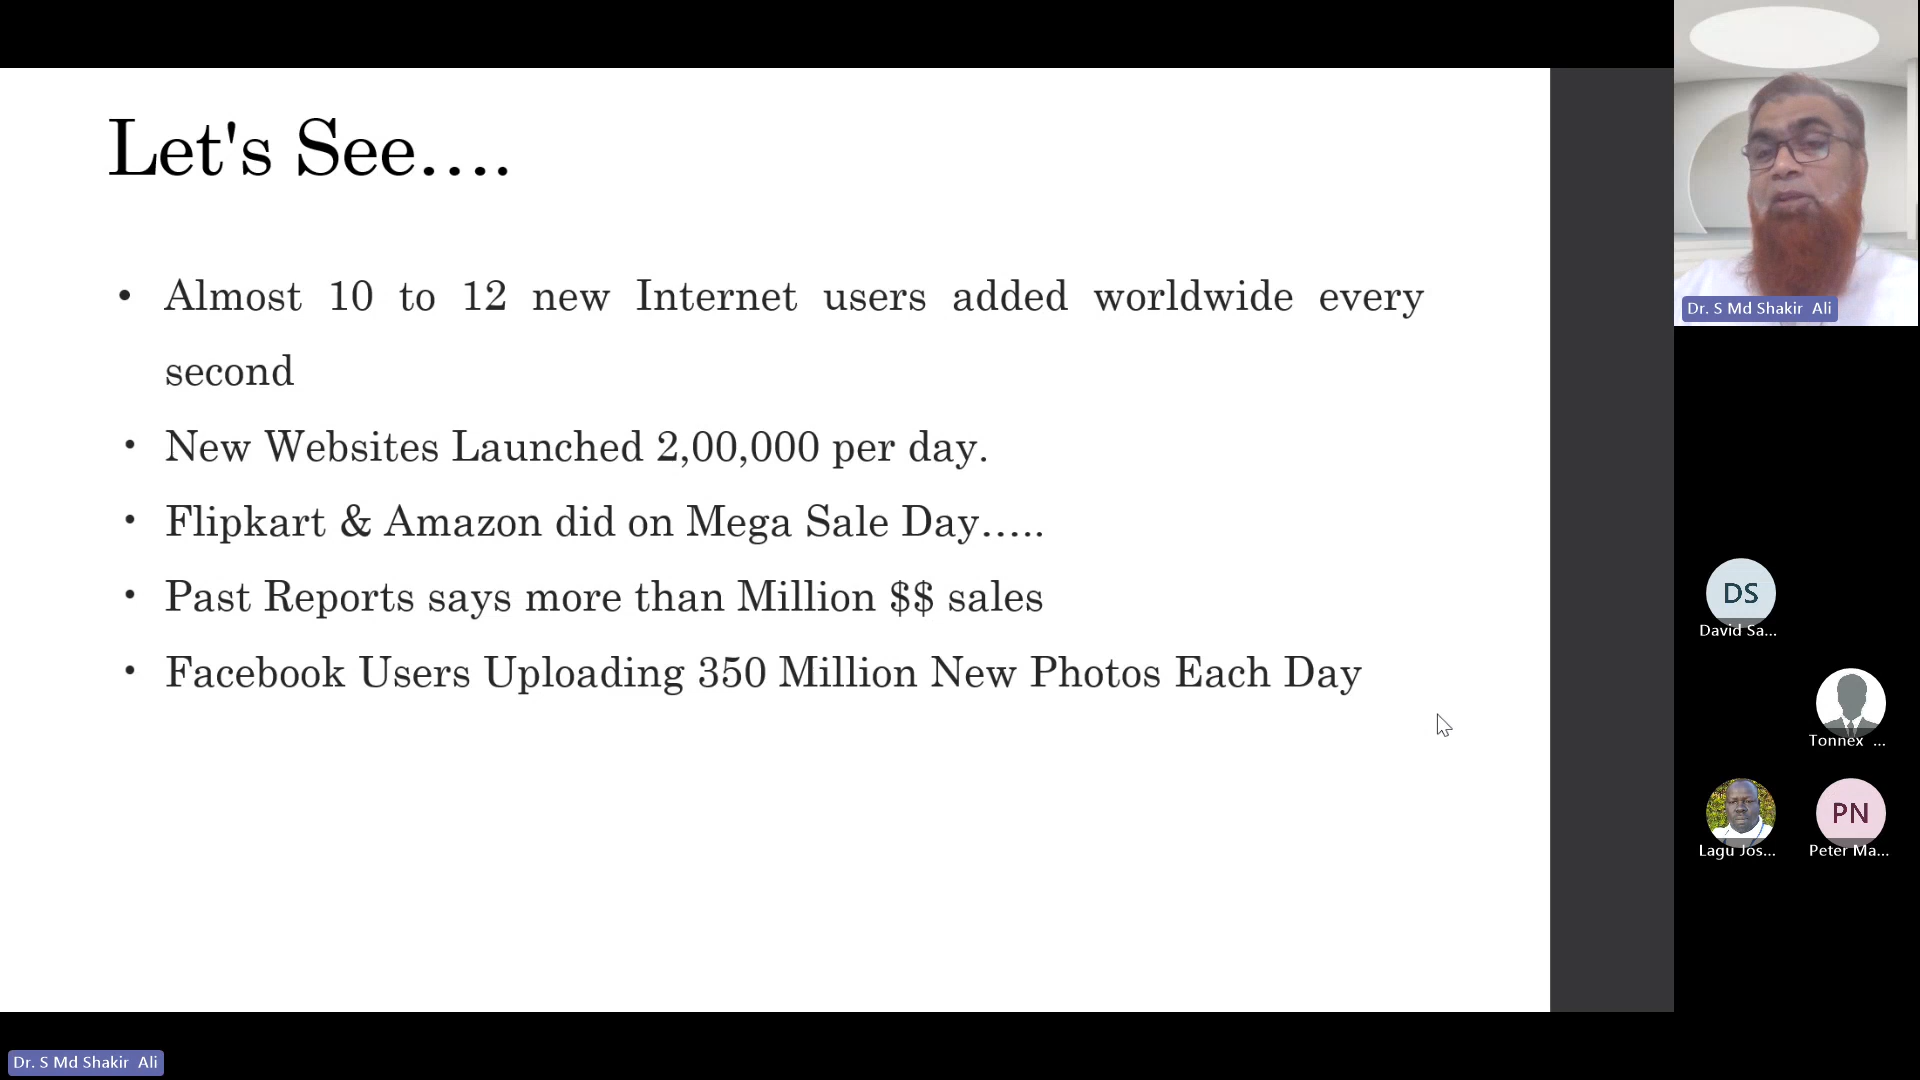 Let's See....
• Almost 10 to 12 new Internet users added worldwide every
second
• New Websites Launched 2,00,000 per day.
• Flipkart & Amazon did on Mega Sale Day.....
• Past Reports says more than Million $$ sales
• Facebook Users Uploading 350 Million New Photos Each Day
Dr. S Md Shakir Ali
DS
David Sa...
Tonnex ...
Lagu Jos...
PN
Peter Ma...
Dr. S Md Shakir Ali